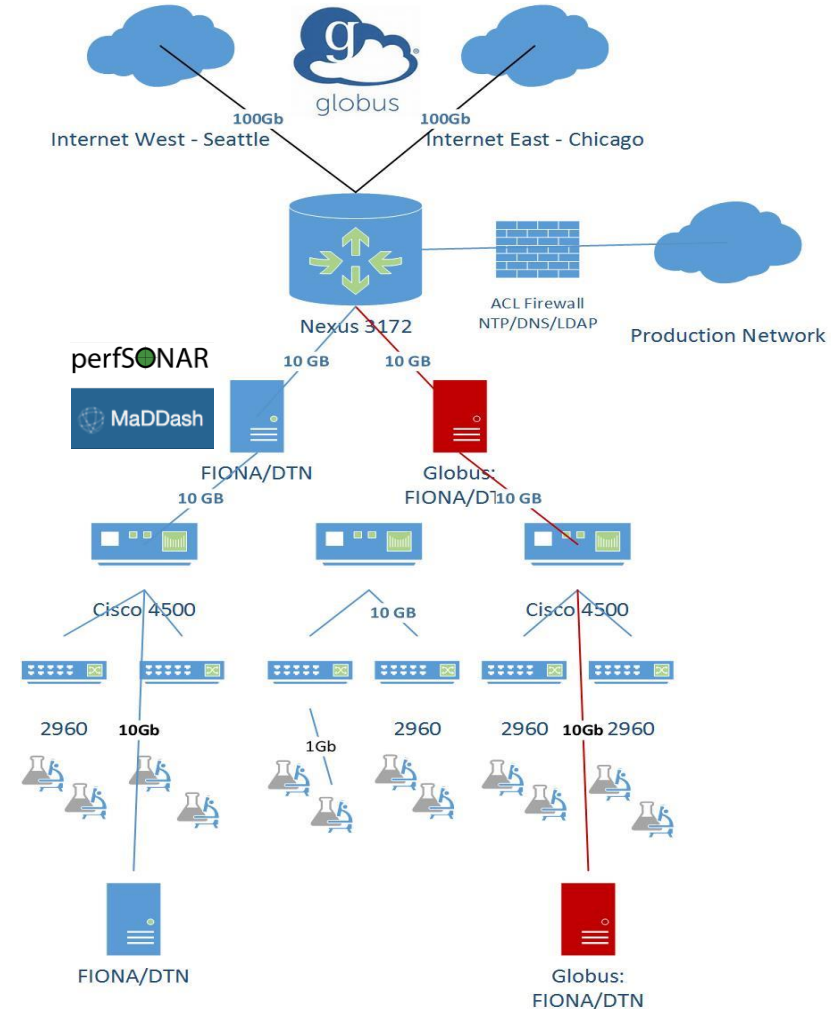 g
globus
100Gb
100Gb
Internet West - Seattle
Internet East - Chicago
ACL Firewall
NTP/DNS/LDAP
Nexus 3172
Production Network
perfSONAR
10 GB
10 GB
MaDDash
FIONA/DTN
Globus:
FIONA/DT
10 GB
10 GB
Cisco 4500
10 GB
Cisco 4500
2960
10Gb
1Gb
2960
2960
10Gb
2960
FIONA/DTN
Globus:
FIONA/DTN